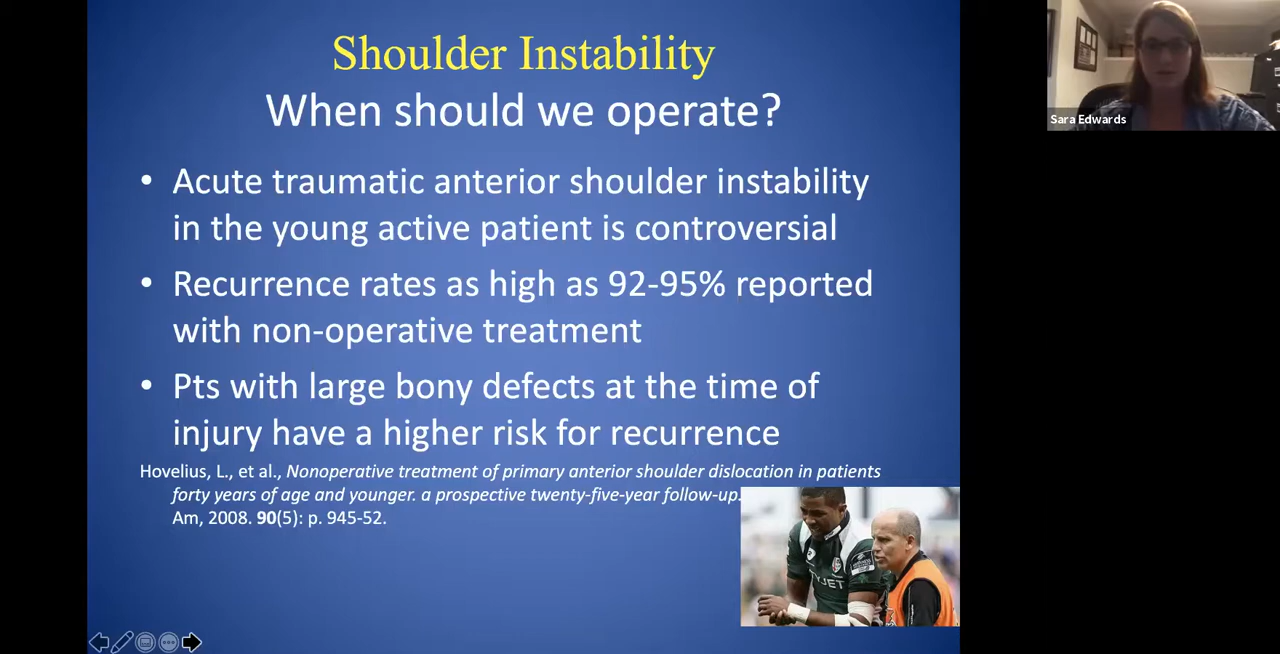 Shoulder Instability
When should we operate?
• Acute traumatic anterior shoulder instability
in the young active patient is controversial
• Recurrence rates as high as 92-95% reported
with non-operative treatment
• Pts with large bony defects at the time of
injury have a higher risk for recurrence
Hovelius, L., et al., Nonoperative treatment of primary anterior shoulder dislocation in patients
forty years of age and younger. a prospective twenty-five-year follow-up.
Am, 2008. 90(5): p. 945-52.
Sara Edwards